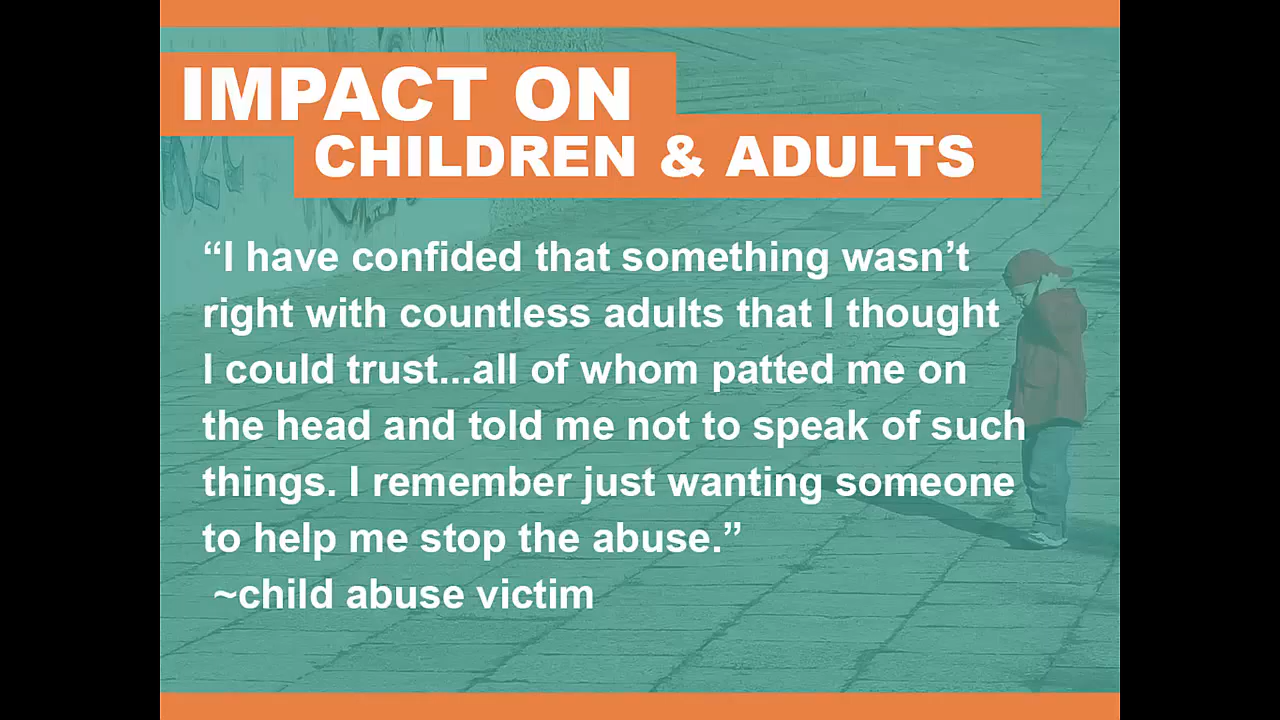 IMPACT ON
CHILDREN & ADULTS
“I have confided that something wasn’t
right with countless adults that I thought
I could trust...all of whom patted me on
the head and told me not to speak of such
things. I remember just wanting someone
to help me stop the abuse.”
~child abuse victim